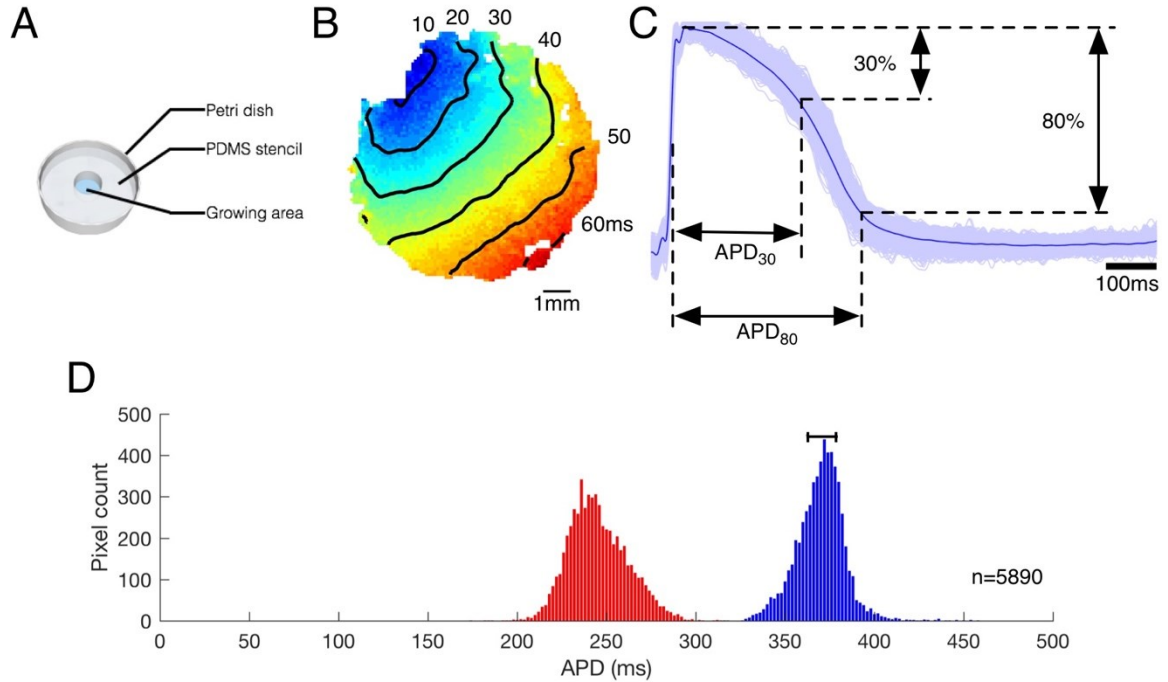 A
Petri dish
PDMS stencil
Growing area
B
10
20
30
40
50
60ms
1mm
C
30%
80%
APD30
APD80
100ms
D
500
400
300
200
100
0
Pixel count
n=5890
0 50 100 150 200 250 300 350 400 450 500
APD (ms)